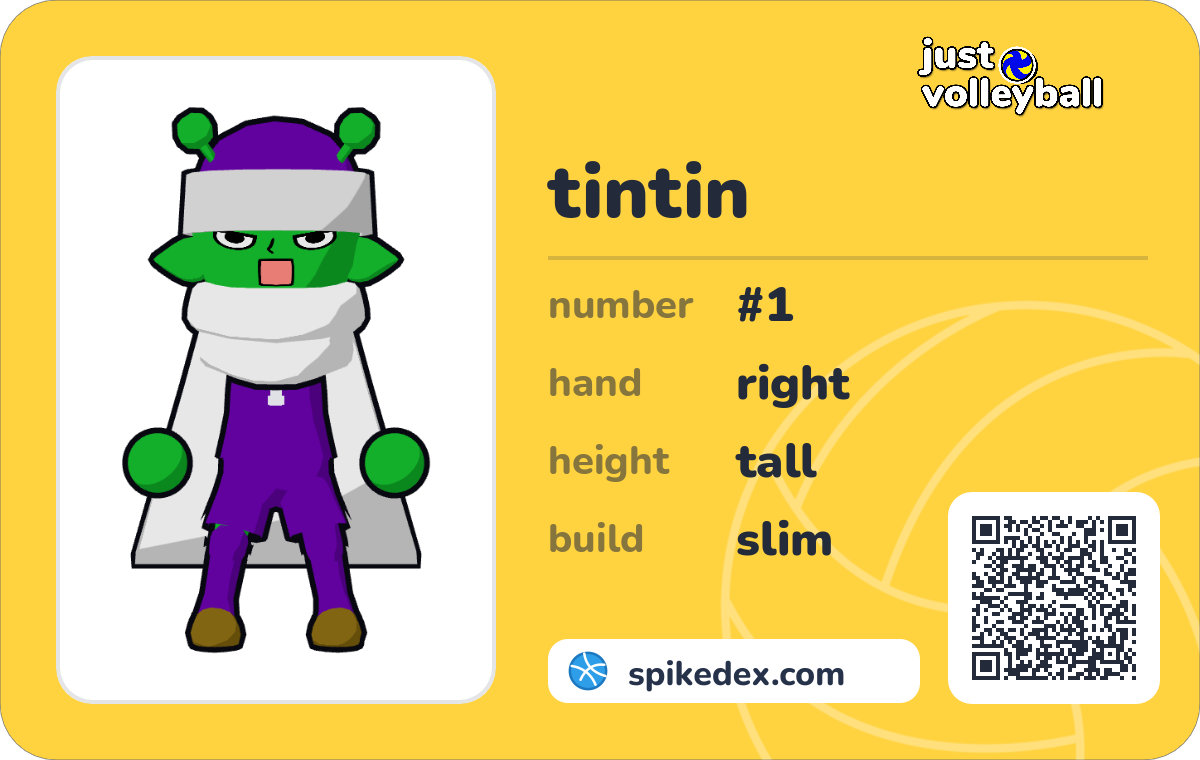 just
volleyball
tintin
number #1
hand right
height tall
build slim
spikedex.com